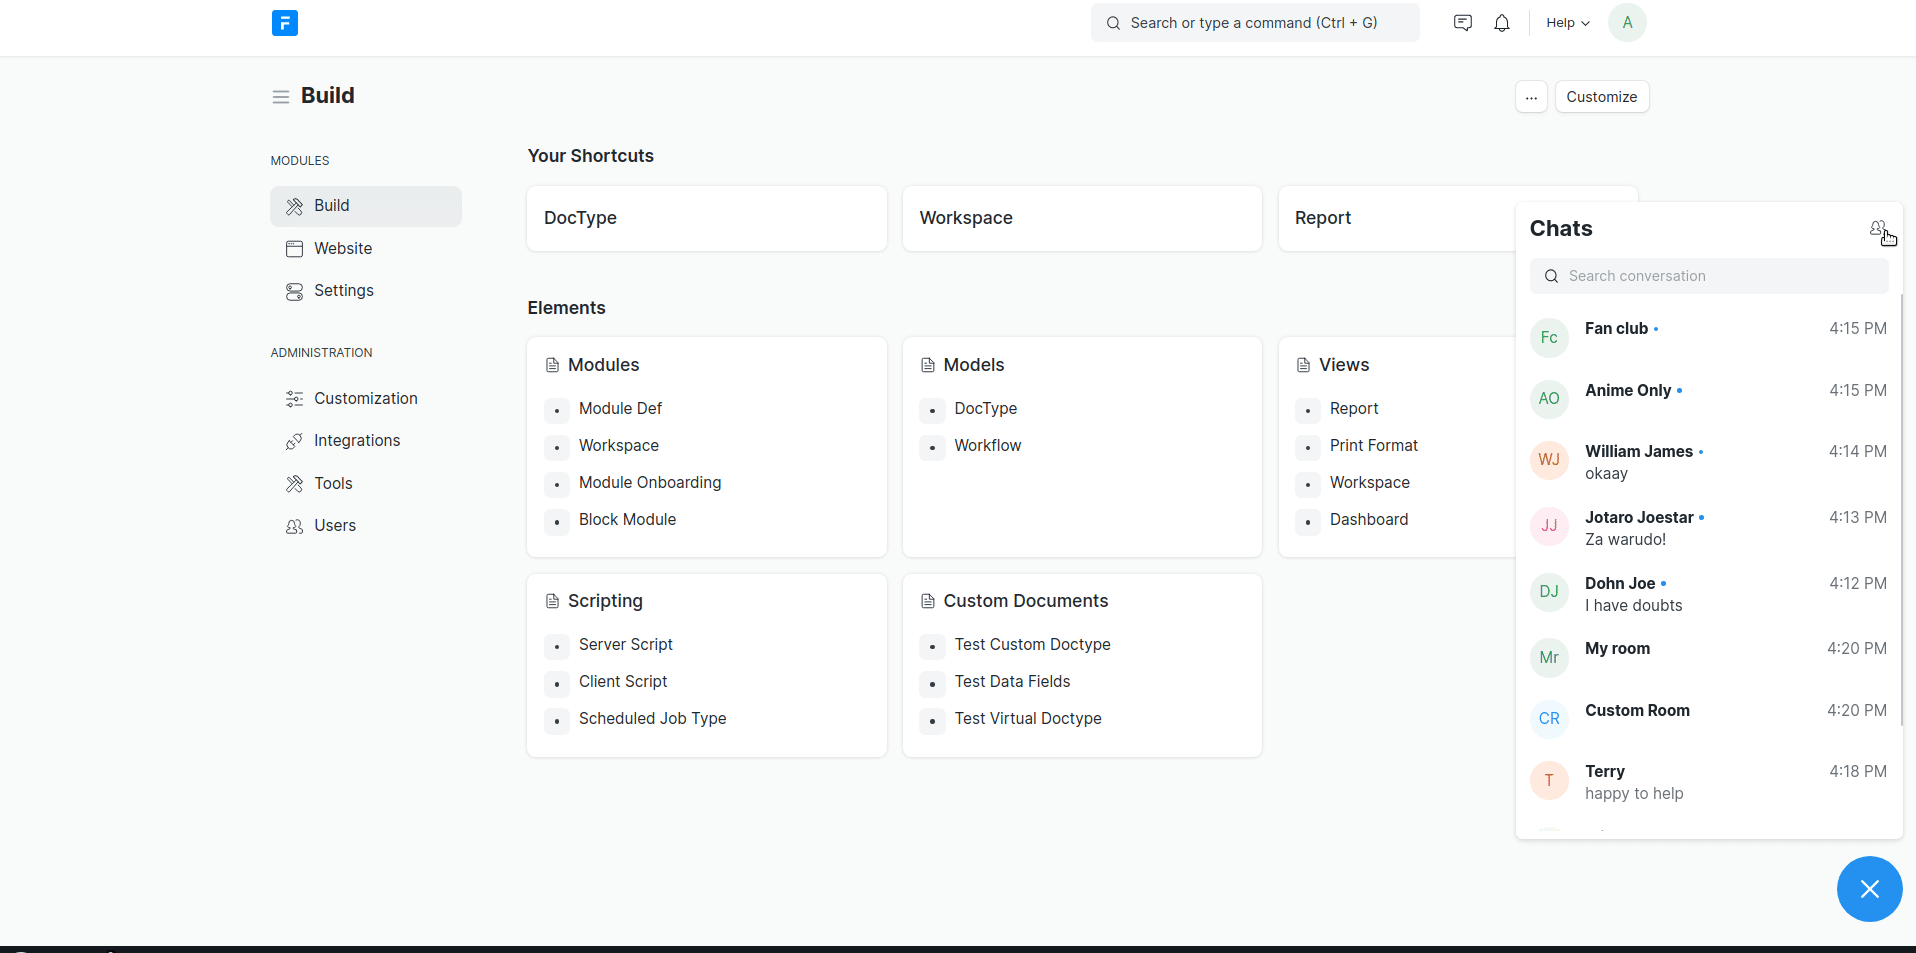 F
Search or type a command (Ctrl + G)
Help
A
Build
...
Customize
MODULES
Build
Website
Settings
ADMINISTRATION
Customization
Integrations
Tools
Users
Your Shortcuts
DocType
Workspace
Report
Elements
Modules
Module Def
Workspace
Module Onboarding
Block Module
Models
DocType
Workflow
Views
Report
Print Format
Workspace
Dashboard
Scripting
Server Script
Client Script
Scheduled Job Type
Custom Documents
Test Custom Doctype
Test Data Fields
Test Virtual Doctype
Chats
Search conversation
Fc
Fan club
4:15 PM
AO
Anime Only
4:15 PM
WJ
William James
4:14 PM
okaay
JJ
Jotaro Joestar
4:13 PM
Za warudo!
DJ
Dohn Joe
4:12 PM
I have doubts
Mr
My room
4:20 PM
CR
Custom Room
4:20 PM
T
Terry
4:18 PM
happy to help